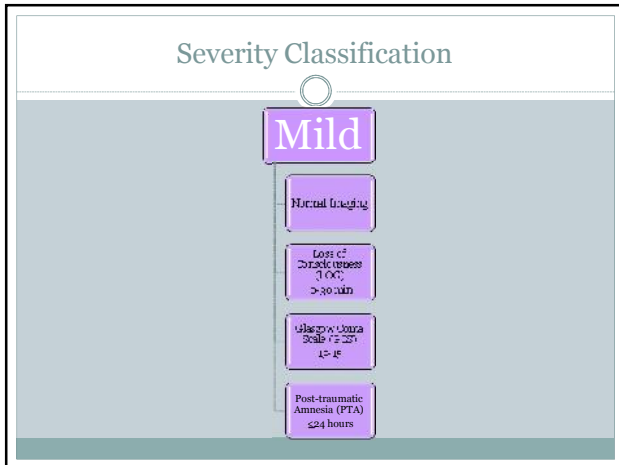 Severity Classification
Mild
Normal Imaging
Loss of
Consciousness
(LOC)
0-30 min
Glasgow Coma
Scale (GCS)
13-15
Post-traumatic
Amnesia (PTA)
≤24 hours